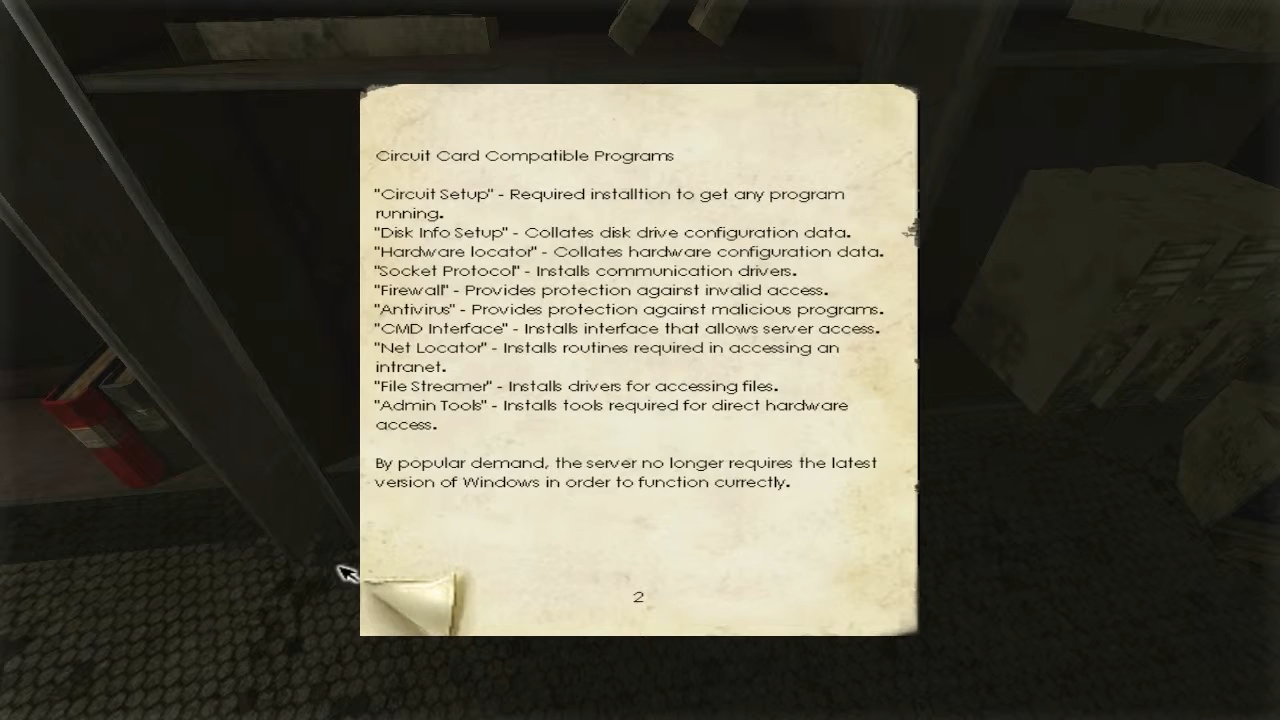 Circuit Card Compatible Programs
"Circuit Setup" - Required installtion to get any program
running.
"Disk Info Setup" - Collates disk drive configuration data.
"Hardware locator" - Collates hardware configuration data.
"Socket Protocol" - Installs communication drivers.
"Firewall" - Provides protection against invalid access.
"Antivirus" - Provides protection against malicious programs.
"CMD Interface" - Installs interface that allows server access.
"Net Locator" - Installs routines required in accessing an
intranet.
"File Streamer" - Installs drivers for accessing files.
"Admin Tools" - Installs tools required for direct hardware
access.
By popular demand, the server no longer requires the latest
version of Windows in order to function currectly.
2